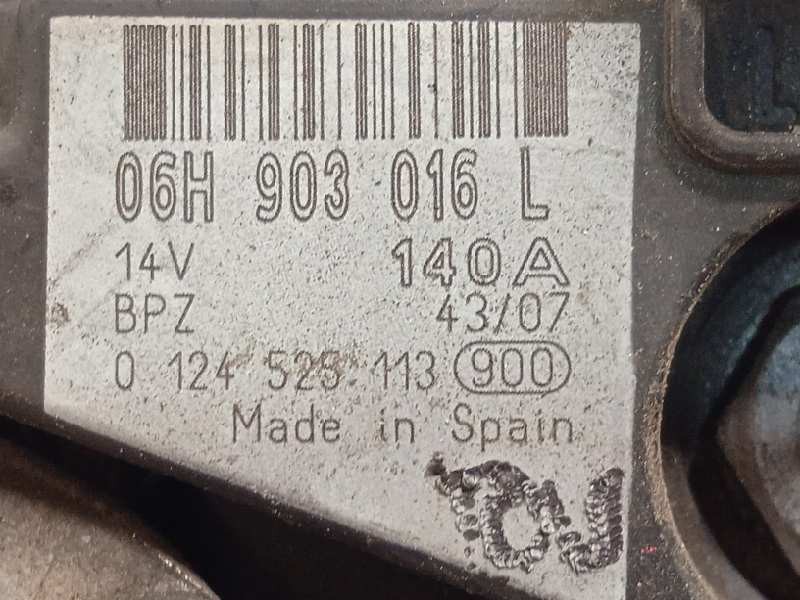 06H 903 016 L
14V 140A
BPZ 43/07
0 124 525 113 900
Made in Spain